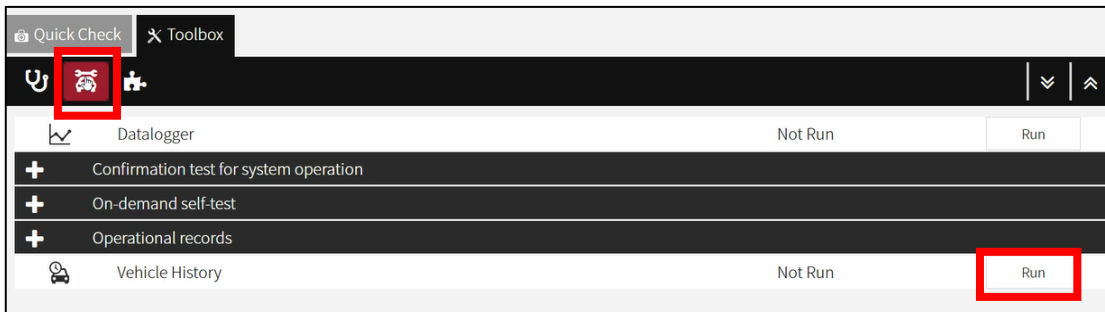 Quick Check Toolbox
Datalogger Not Run Run
Confirmation test for system operation
On-demand self-test
Operational records
Vehicle History Not Run Run